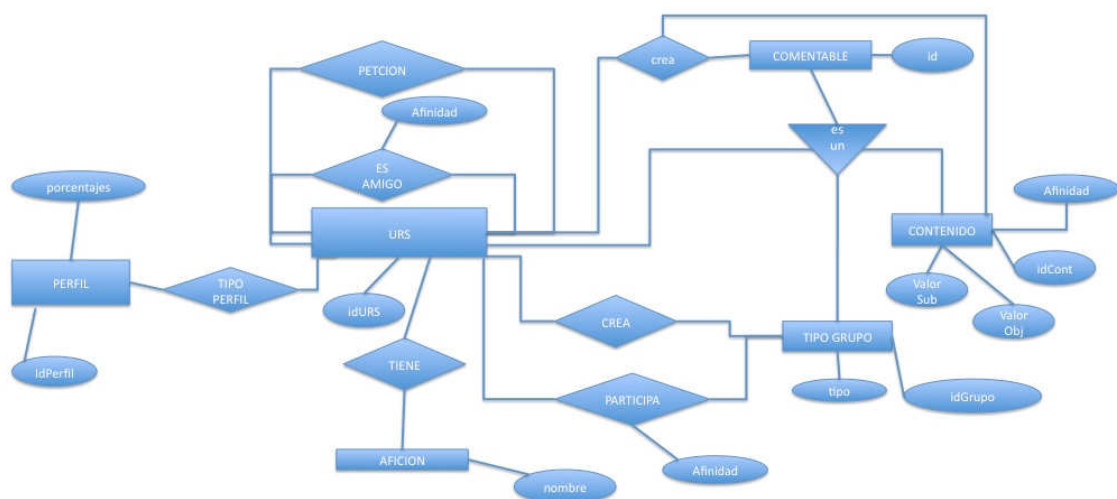 PETCION
crea
COMENTABLE
id
Afinidad
es
un
ES
AMIGO
porcentajes
Afinidad
URS
CONTENIDO
PERFIL
TIPO
PERFIL
idCont
Valor
Sub
idURS
Valor
Obj
CREA
TIPO GRUPO
TIENE
IdPerfil
tipo
PARTICIPA
idGrupo
AFICION
Afinidad
nombre